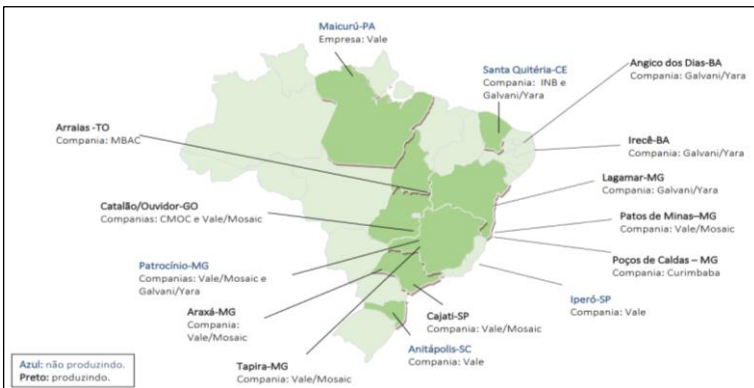 Maicurú-PA
Empresa: Vale
Santa Quitéria-CE
Compania: INB e
Galvani/Yara
Angico dos Dias-BA
Compania: Galvani/Yara
Arraias -TO
Compania: MBAC
Irecê-BA
Compania: Galvani/Yara
Lagamar-MG
Compania: Galvani/Yara
Catalão/Ouvidor-GO
Companias: CMOC e Vale/Mosaic
Patos de Minas–MG
Compania: Vale/Mosaic
Poços de Caldas – MG
Compania: Curimbaba
Patrocínio-MG
Companias: Vale/Mosaic e
Galvani/Yara
Iperó-SP
Compania: Vale
Araxá-MG
Compania:
Vale/Mosaic
Cajati-SP
Compania: Vale/Mosaic
Anitápolis-SC
Compania: Vale
Tapira-MG
Compania: Vale/Mosaic
Azul: não produzindo.
Preto: produzindo.